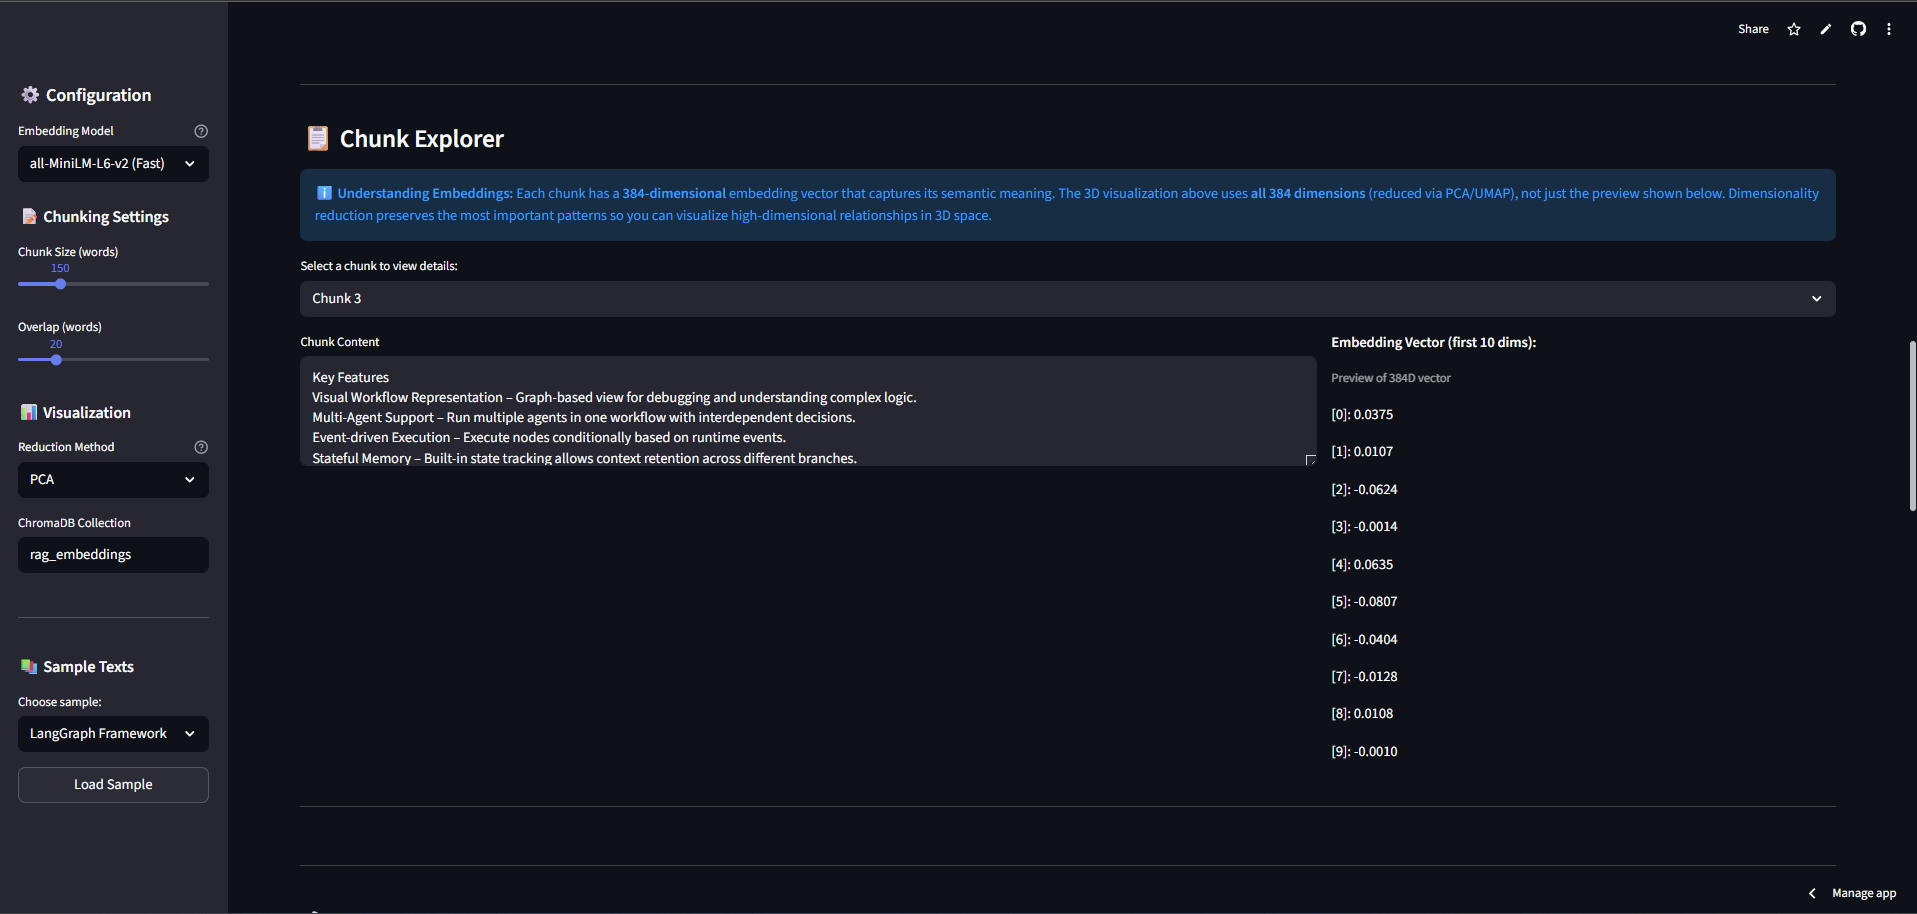 Share
Configuration
Embedding Model
all-MiniLM-L6-v2 (Fast)
Chunking Settings
Chunk Size (words)
150
Overlap (words)
20
Visualization
Reduction Method
PCA
ChromaDB Collection
rag_embeddings
Sample Texts
Choose sample:
LangGraph Framework
Load Sample
Chunk Explorer
Understanding Embeddings: Each chunk has a 384-dimensional embedding vector that captures its semantic meaning. The 3D visualization above uses all 384 dimensions (reduced via PCA/UMAP), not just the preview shown below. Dimensionality
reduction preserves the most important patterns so you can visualize high-dimensional relationships in 3D space.
Select a chunk to view details:
Chunk 3
Chunk Content
Key Features
Visual Workflow Representation – Graph-based view for debugging and understanding complex logic.
Multi-Agent Support – Run multiple agents in one workflow with interdependent decisions.
Event-driven Execution – Execute nodes conditionally based on runtime events.
Stateful Memory – Built-in state tracking allows context retention across different branches.
Embedding Vector (first 10 dims):
Preview of 384D vector
[0]: 0.0375
[1]: 0.0107
[2]: -0.0624
[3]: -0.0014
[4]: 0.0635
[5]: -0.0807
[6]: -0.0404
[7]: -0.0128
[8]: 0.0108
[9]: -0.0010
Manage app